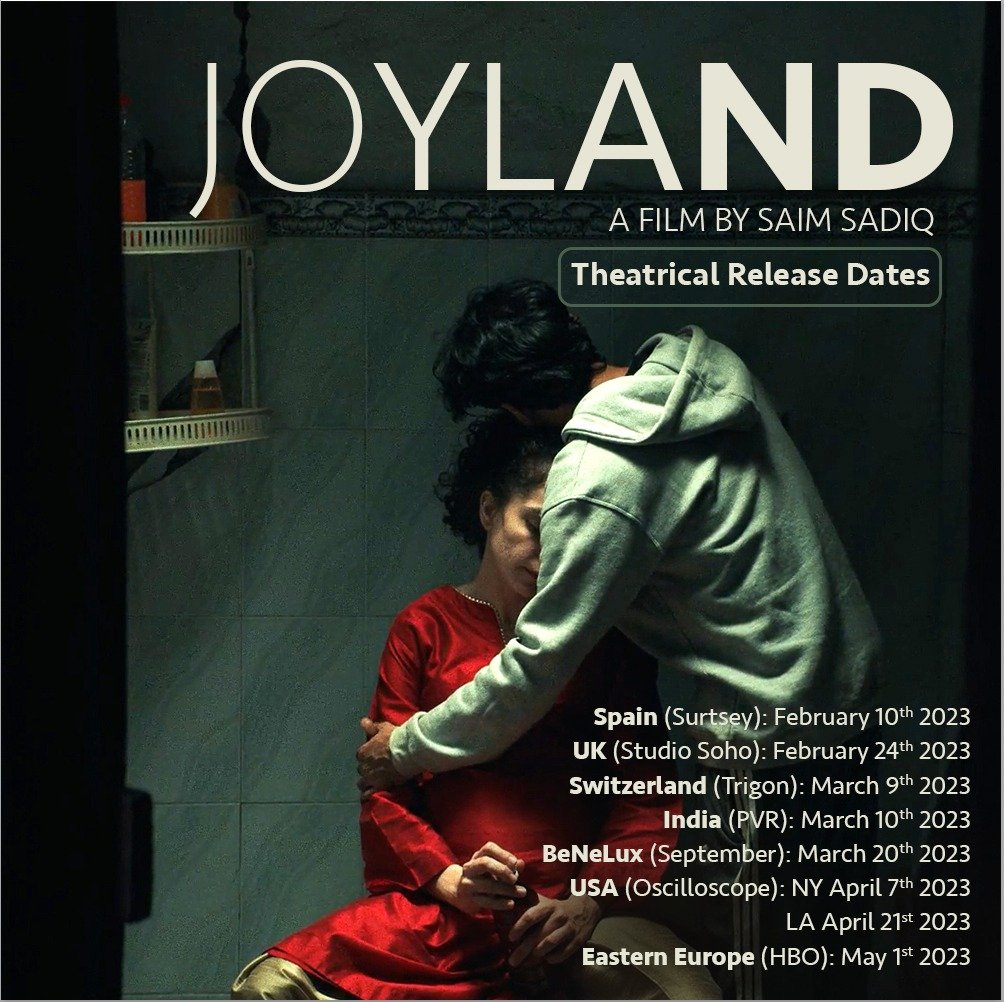 JOYLAND
A FILM BY SAIM SADIQ
Theatrical Release Dates
Spain (Surtsey): February 10th 2023
UK (Studio Soho): February 24th 2023
Switzerland (Trigon): March 9th 2023
India (PVR): March 10th 2023
BeNeLux (September): March 20th 2023
USA (Oscilloscope): NY April 7th 2023
LA April 21st 2023
Eastern Europe (HBO): May 1st 2023